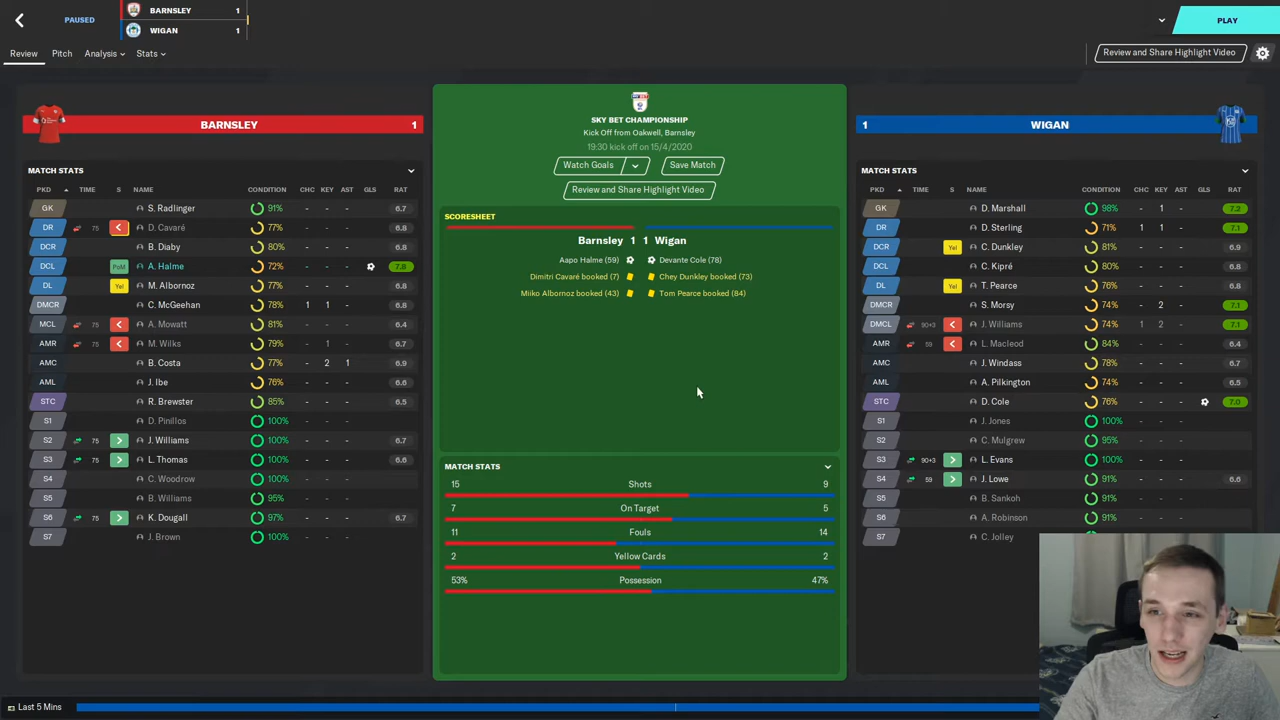 PAUSED
BARNSLEY 1
WIGAN 1
PLAY
Review Pitch Analysis Stats
Review and Share Highlight Video
BARNSLEY 1
MATCH STATS
PKD TIME S NAME CONDITION CHC KEY AST GLS RAT
GK S. Radlinger 91% - - - 6.7
DR 75 D. Cavaré 77% - - - 6.8
DCR B. Diaby 80% - - - 6.8
DCL PoM A. Halme 72% - - - 7.8
DL Yel M. Albornoz 77% - - - 6.8
DMCR C. McGeehan 78% 1 1 - 6.8
MCL 75 A. Mowatt 81% - - - 6.4
AMR 75 M. Wilks 79% - 1 - 6.7
AMC B. Costa 77% - 2 1 6.9
AML J. Ibe 76% - - - 6.6
STC R. Brewster 85% - - - 6.5
S1 D. Pinillos 100%
S2 75 J. Williams 100% - - - 6.7
S3 75 L. Thomas 100% - - - 6.6
S4 C. Woodrow 100%
S5 B. Williams 95%
S6 75 K. Dougall 97% - - - 6.7
S7 J. Brown 100%
SKY BET CHAMPIONSHIP
Kick Off from Oakwell, Barnsley
19:30 kick off on 15/4/2020
Watch Goals Save Match
Review and Share Highlight Video
SCORESHEET
Barnsley 1 1 Wigan
Aapo Halme (59) Devante Cole (78)
Dimitri Cavaré booked (7) Chey Dunkley booked (73)
Miiko Albornoz booked (43) Tom Pearce booked (84)
MATCH STATS
15 Shots 9
7 On Target 5
11 Fouls 14
2 Yellow Cards 2
53% Possession 47%
1 WIGAN
MATCH STATS
PKD TIME S NAME CONDITION CHC KEY AST GLS RAT
GK D. Marshall 98% - 1 - 7.2
DR D. Sterling 71% 1 1 - 7.1
DCR Yel C. Dunkley 81% - - - 6.9
DCL C. Kipré 80% - - - 6.8
DL Yel T. Pearce 76% - - - 6.8
DMCR S. Morsy 74% - 2 - 7.1
DMCL 90+3 J. Williams 74% 1 2 - 7.1
AMR 59 L. Macleod 84% - - - 6.4
AMC J. Windass 78% - - - 6.7
AML A. Pilkington 74% - - - 6.5
STC D. Cole 76% - - - 7.0
S1 J. Jones 100%
S2 C. Mulgrew 95%
S3 90+3 L. Evans 100% - - - -
S4 59 J. Lowe 91% - - - 6.6
S5 B. Sankoh 91%
S6 A. Robinson 91%
S7 C. Jolley
Last 5 Mins